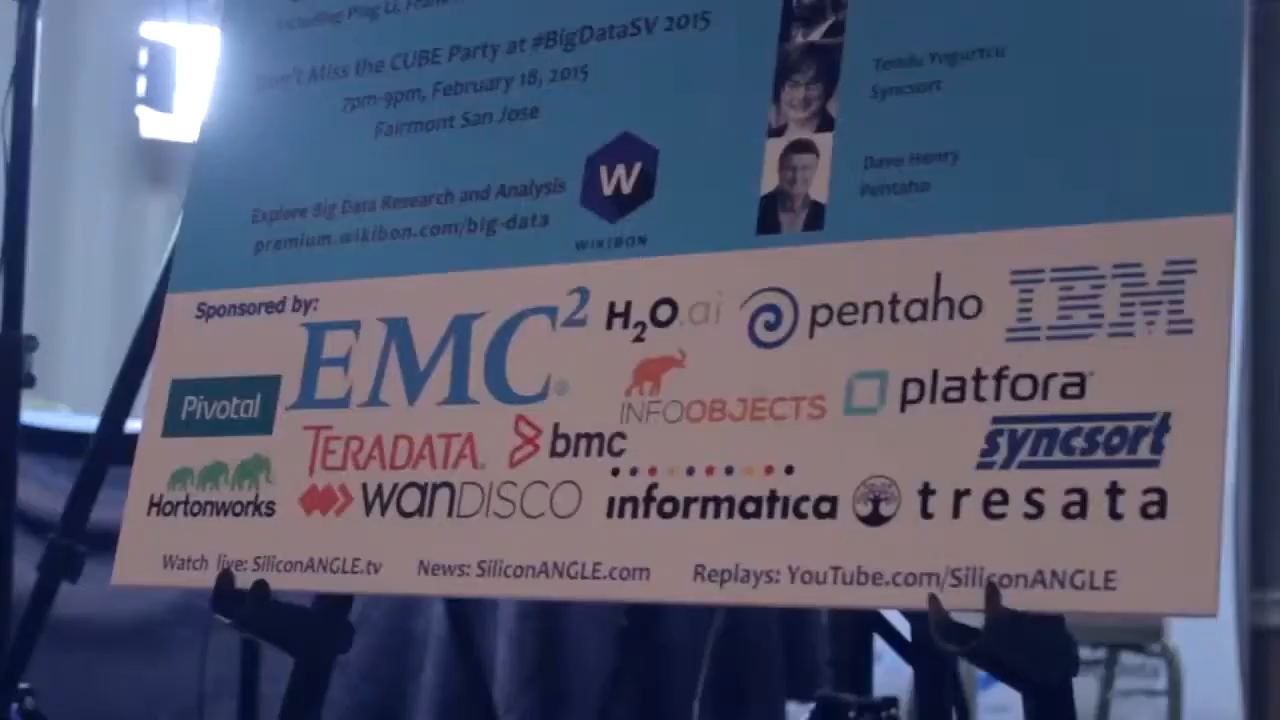 Including Ping Li,
Don't Miss the CUBE Party at #BigDataSV 2015
7pm-9pm, February 18, 2015
Fairmont San Jose
Explore Big Data Research and Analysis
premium.wikibon.com/big-data
W
WIKIBON
Tendu Yogurtcu
Syncsort
Dave Henry
Pentaho
Sponsored by:
EMC²
H2O.ai
pentaho
IBM
Pivotal
INFOOBJECTS
platfora
TERADATA
bmc
syncsort
Hortonworks
WANDISCO
informatica
tresata
Watch live: SiliconANGLE.tv News: SiliconANGLE.com Replays: YouTube.com/SiliconANGLE